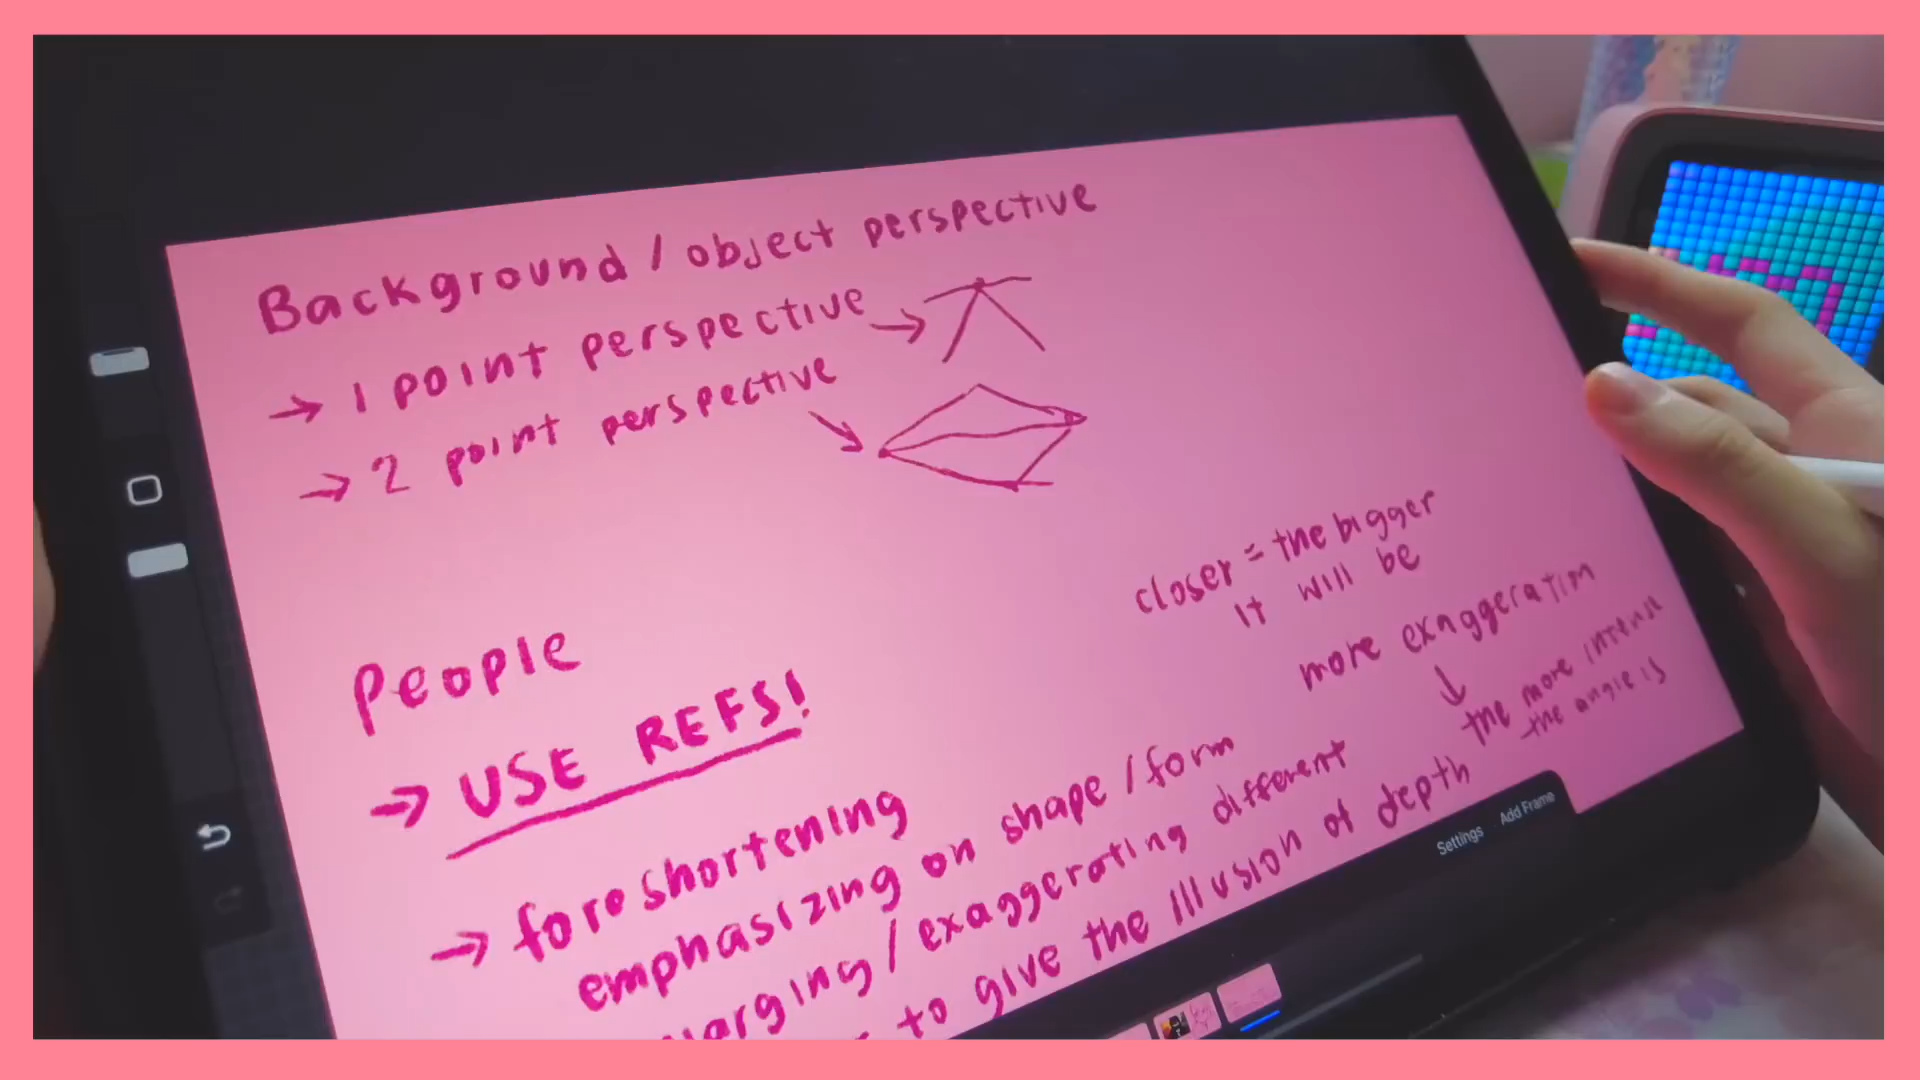 Background / object perspective
→ 1 point perspective →
→ 2 point perspective →
closer = the bigger
it will be
more exaggeration
↓
the more intense
the angle is
People
→ USE REFS!
→ foreshortening
emphasizing on shape / form
/ exaggerating different
to give the illusion of depth
Settings Add Frame